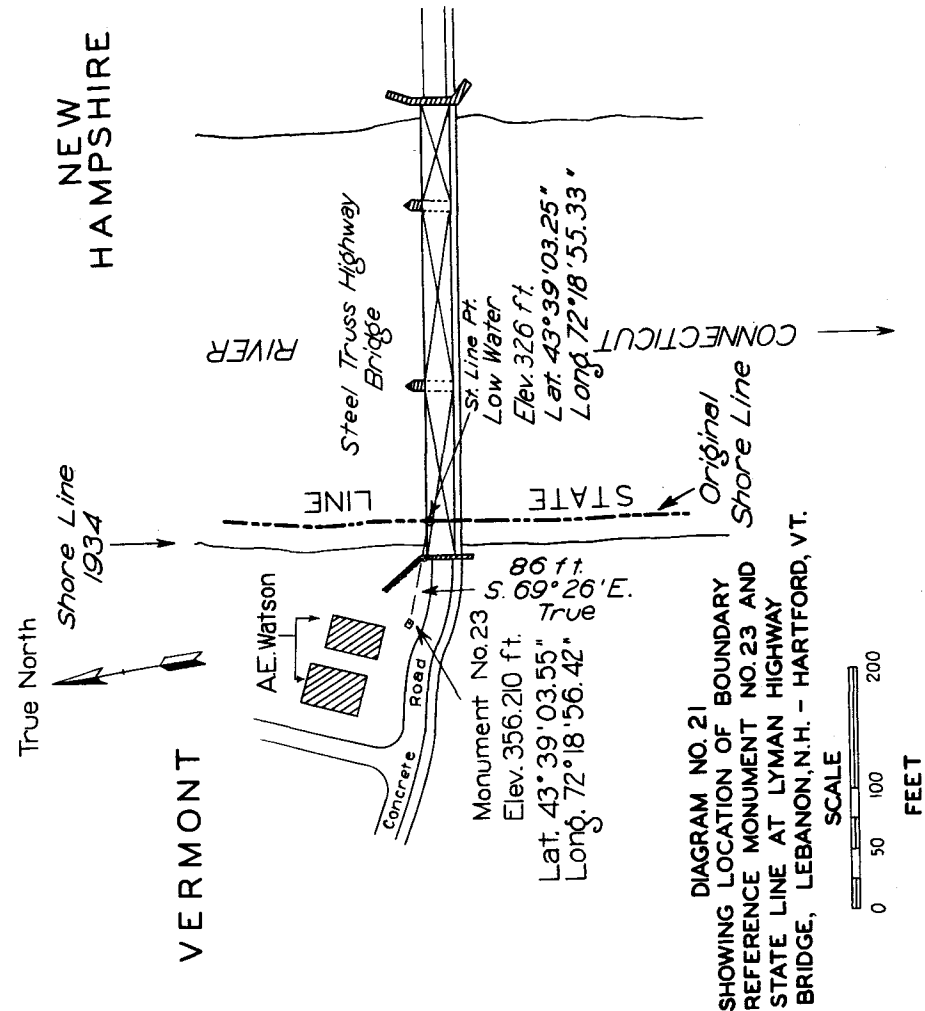 NEW
HAMPSHIRE
True North
Shore Line
1934
VERMONT
A.E. Watson
RIVER
Steel Truss Highway
Bridge
STATE LINE
St. Line Pt.
Low Water
Elev. 326 ft.
Lat. 43° 39' 03.25"
Long. 72° 18' 55.33"
CONNECTICUT
Original
Shore Line
86 ft.
S. 69° 26' E.
True
Concrete Road
Monument No. 23
Elev. 356.210 ft.
Lat. 43° 39' 03.55"
Long. 72° 18' 56.42"
DIAGRAM NO. 21
SHOWING LOCATION OF BOUNDARY
REFERENCE MONUMENT NO. 23 AND
STATE LINE AT LYMAN HIGHWAY
BRIDGE, LEBANON, N.H. - HARTFORD, VT.
SCALE
0 50 100 200
FEET